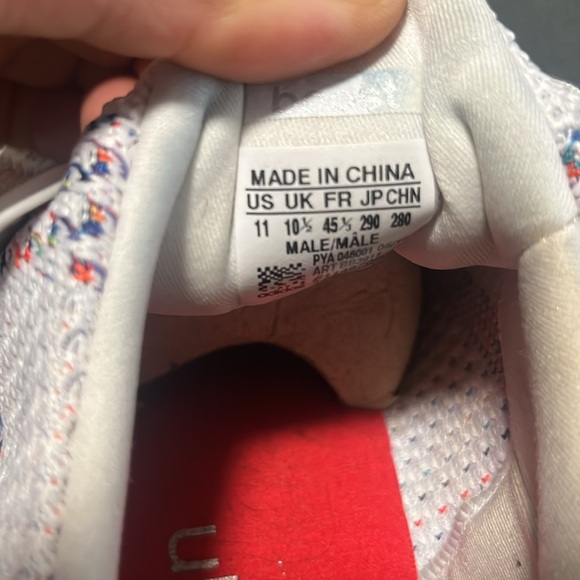 MADE IN CHINA
US UK FR JP CHN
11 10½ 45⅓ 290 280
MALE/MÂLE
PYA 046001
ART